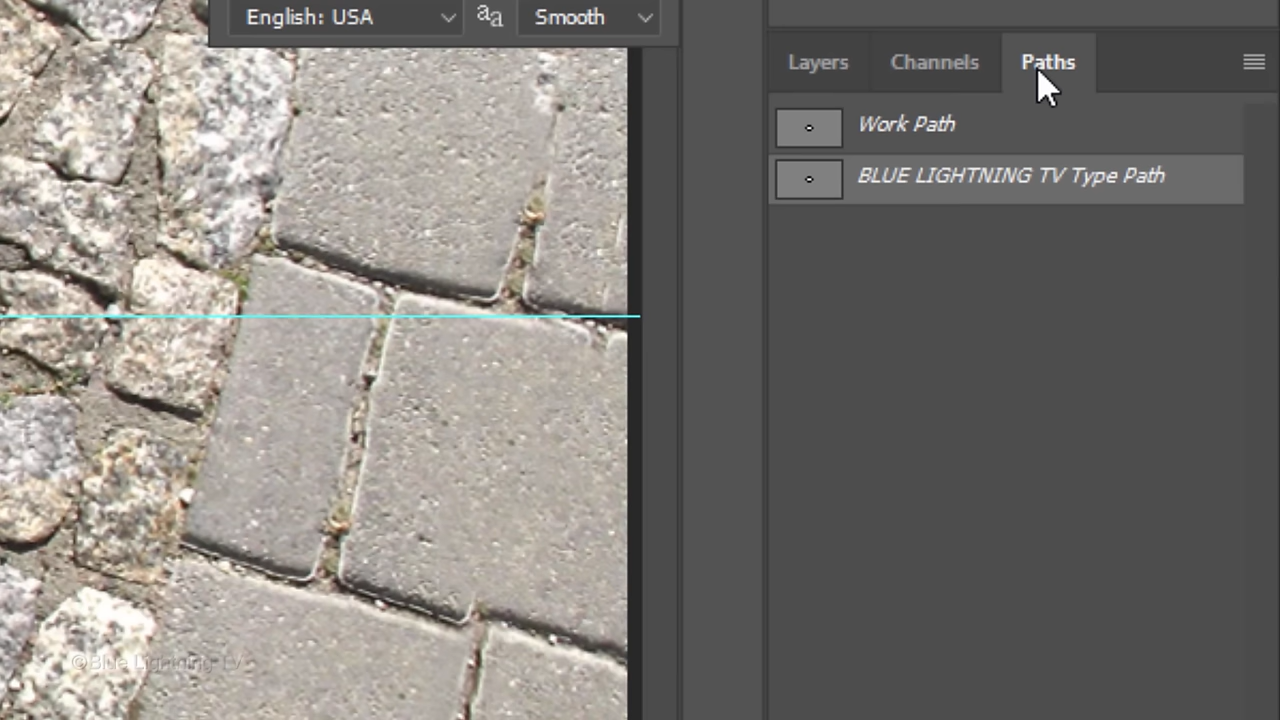 English: USA aa Smooth
Layers Channels Paths
Work Path
BLUE LIGHTNING TV Type Path
©Blue Lightning TV